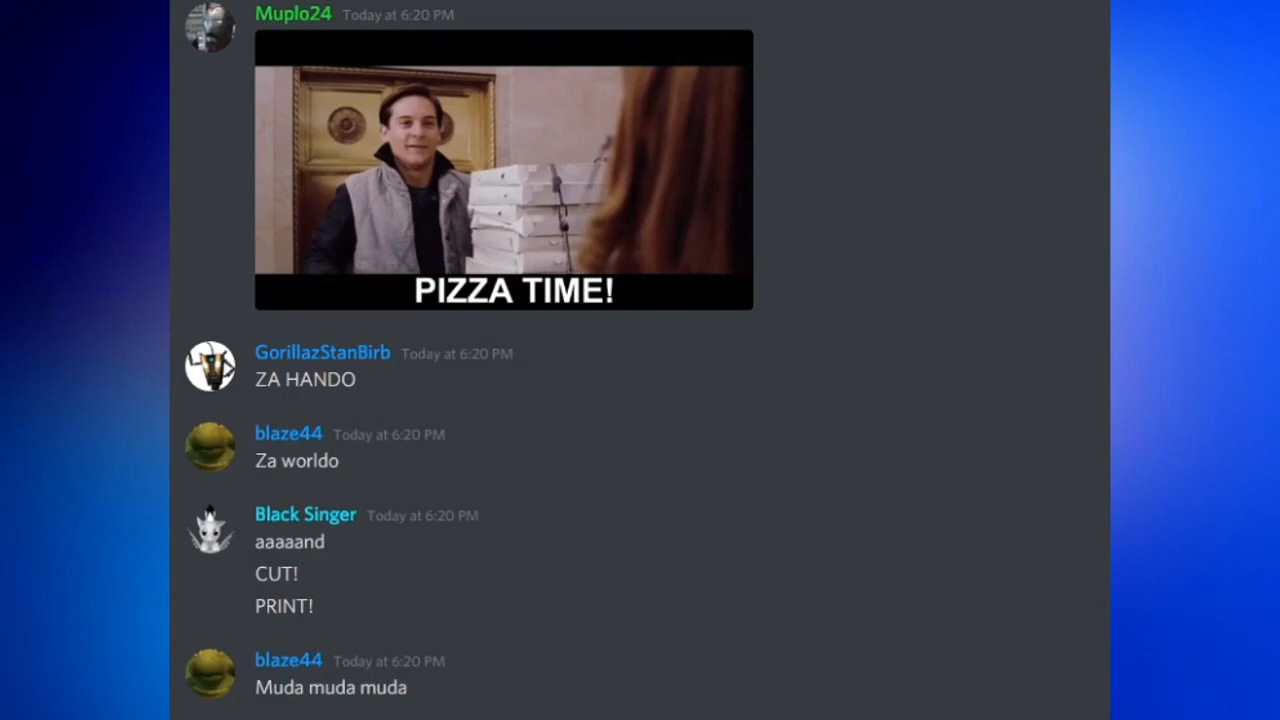 Muplo24 Today at 6:20 PM
PIZZA TIME!
GorillazStanBirb Today at 6:20 PM
ZA HANDO
blaze44 Today at 6:20 PM
Za worldo
Black Singer Today at 6:20 PM
aaaaand
CUT!
PRINT!
blaze44 Today at 6:20 PM
Muda muda muda